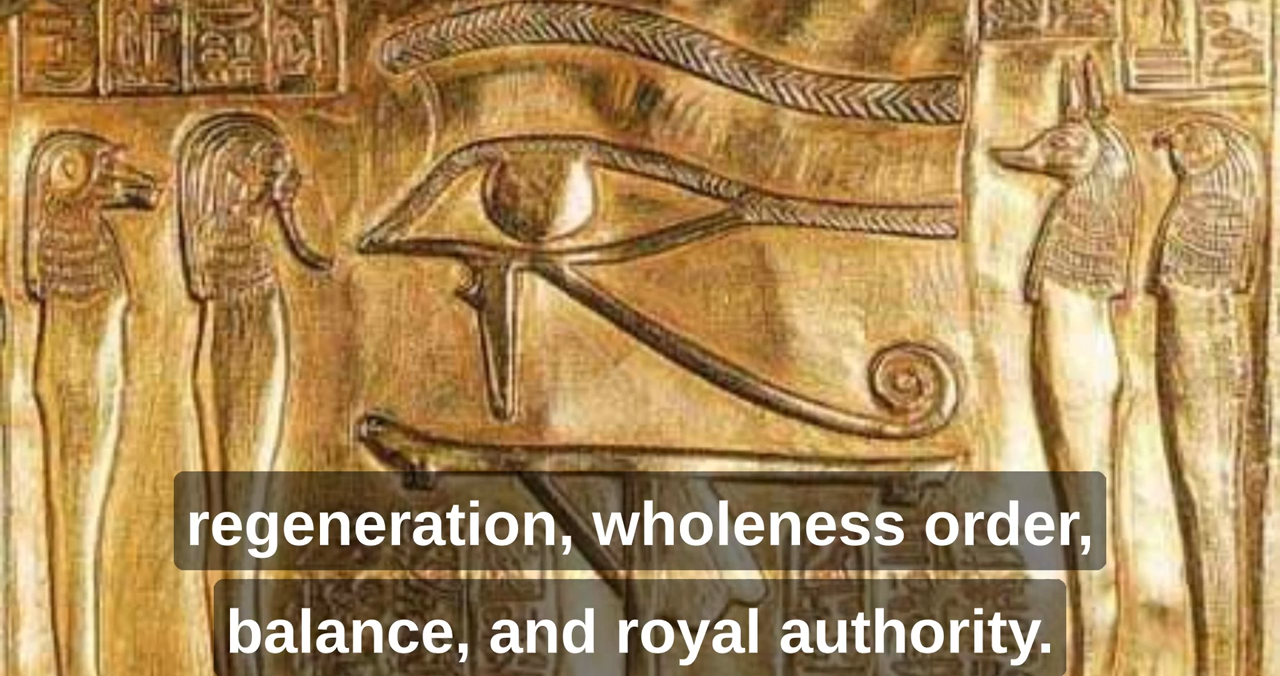 regeneration, wholeness order,
balance, and royal authority.